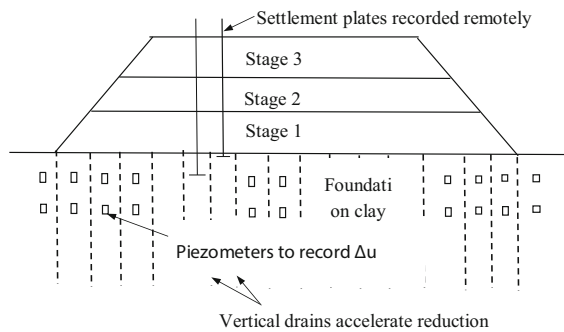 Settlement plates recorded remotely
Stage 3
Stage 2
Stage 1
Foundati
on clay
Piezometers to record Δu
Vertical drains accelerate reduction